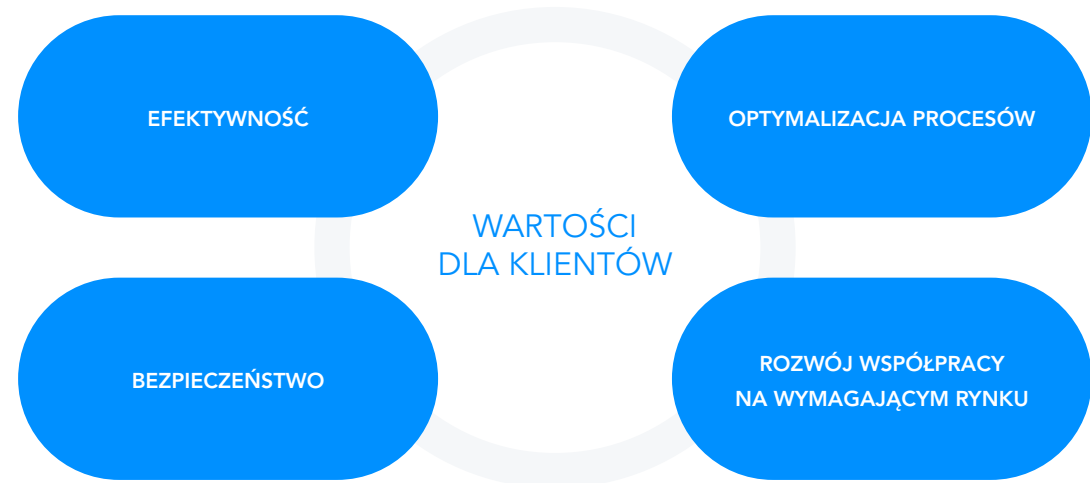 EFEKTYWNOŚĆ
OPTYMALIZACJA PROCESÓW
WARTOŚCI
DLA KLIENTÓW
BEZPIECZEŃSTWO
ROZWÓJ WSPÓŁPRACY
NA WYMAGAJĄCYM RYNKU